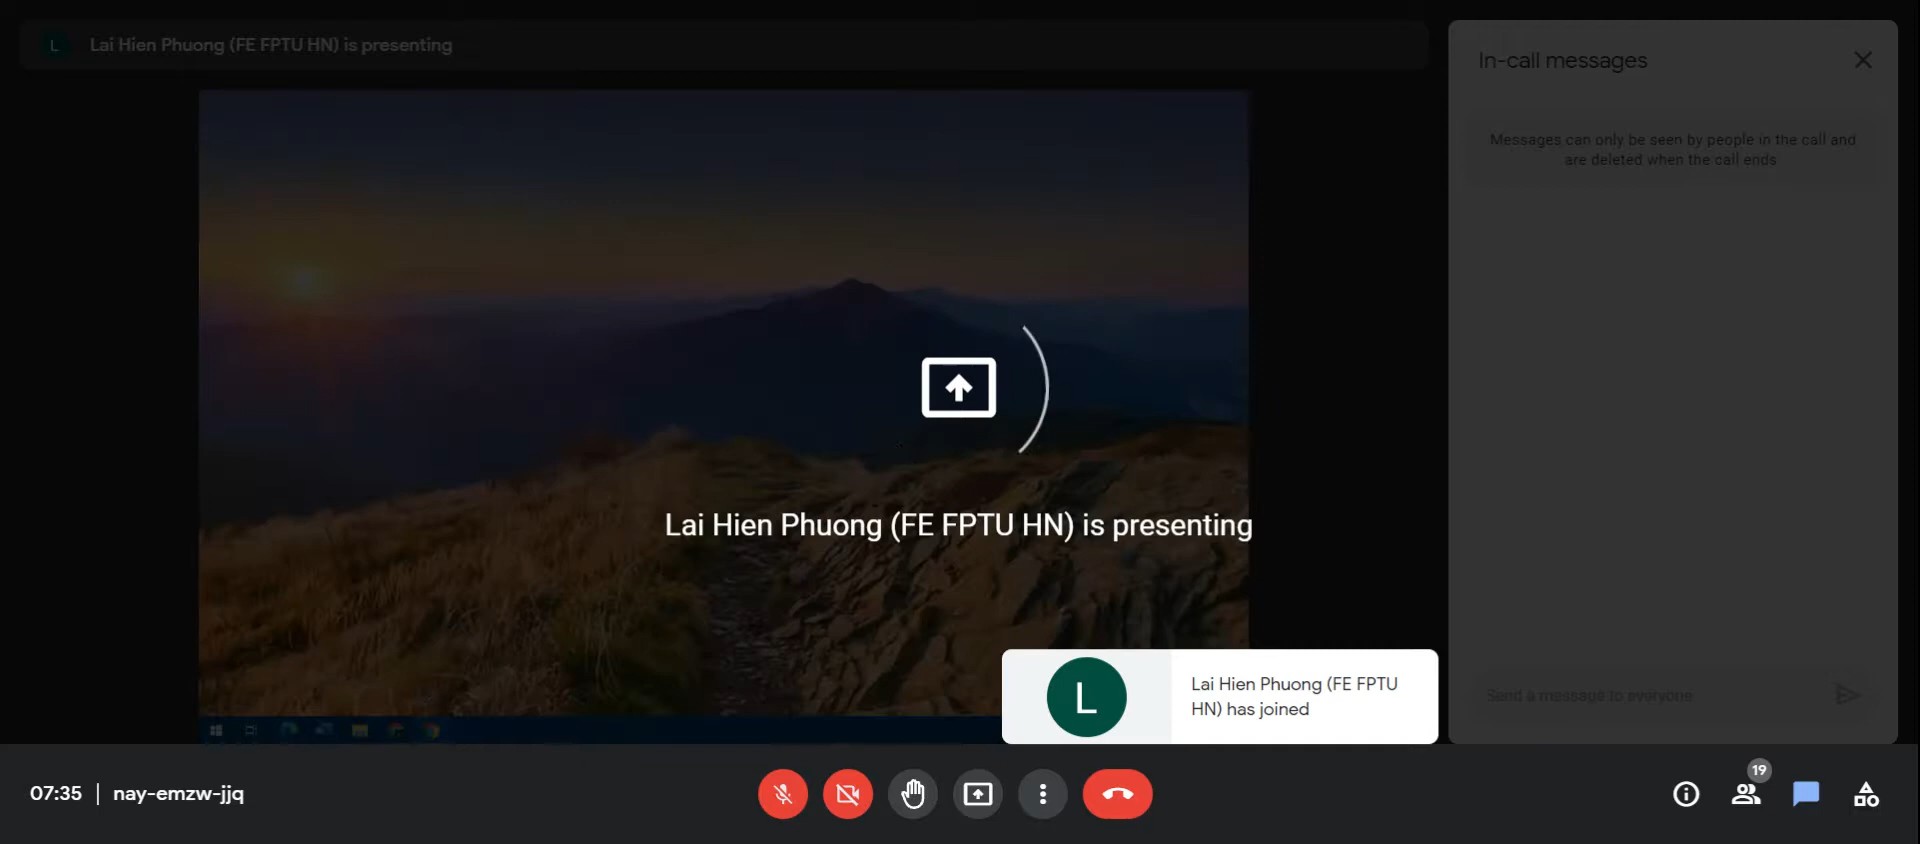 L Lai Hien Phuong (FE FPTU HN) is presenting
In-call messages
Messages can only be seen by people in the call and
are deleted when the call ends
Lai Hien Phuong (FE FPTU HN) is presenting
L
Lai Hien Phuong (FE FPTU
HN) has joined
Send a message to everyone
07:35 | nay-emzw-jjq
19